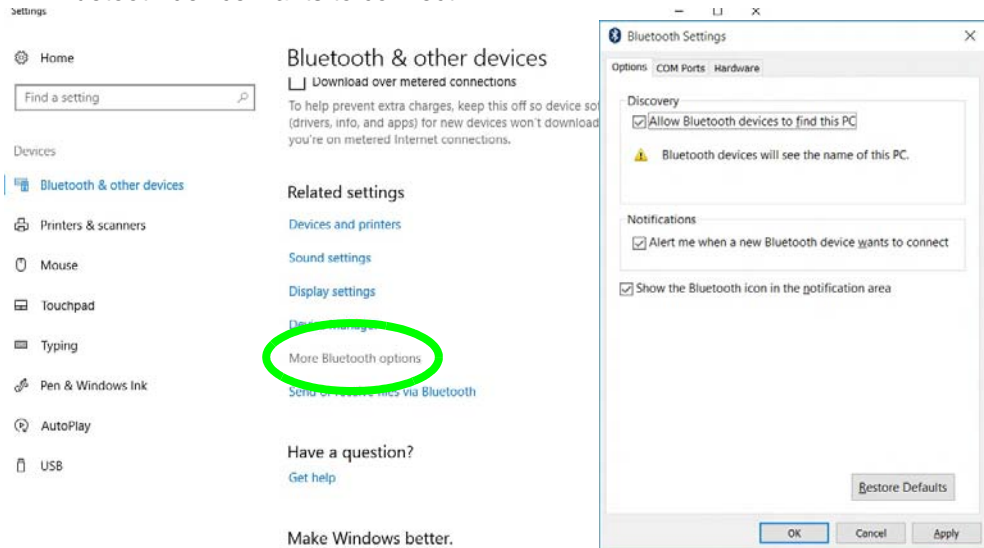 Settings
Home
Find a setting
Devices
Bluetooth & other devices
Printers & scanners
Mouse
Touchpad
Typing
Pen & Windows Ink
AutoPlay
USB
Bluetooth & other devices
Download over metered connections
To help prevent extra charges, keep this off so device sof
(drivers, info, and apps) for new devices won't download
you're on metered Internet connections.
Related settings
Devices and printers
Sound settings
Display settings
More Bluetooth options
Send or receive files via Bluetooth
Have a question?
Get help
Make Windows better.
Bluetooth Settings
Options COM Ports Hardware
Discovery
Allow Bluetooth devices to find this PC
Bluetooth devices will see the name of this PC.
Notifications
Alert me when a new Bluetooth device wants to connect
Show the Bluetooth icon in the notification area
Restore Defaults
OK Cancel Apply